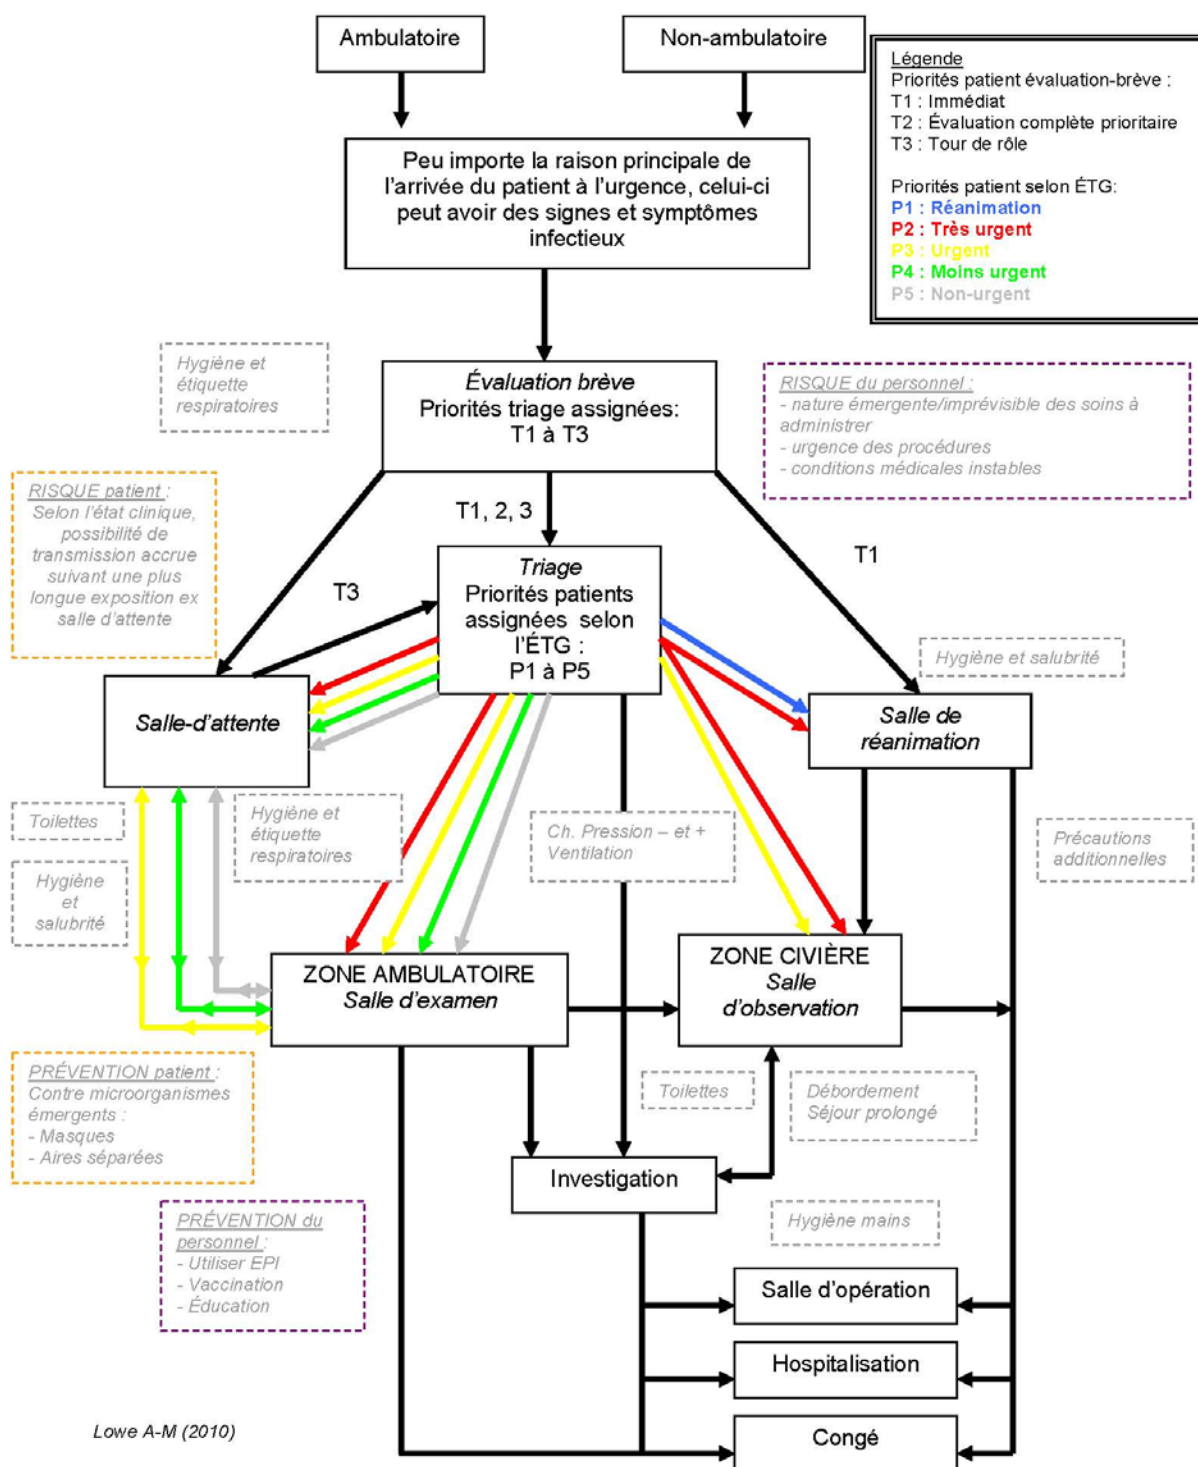 Ambulatoire
Non-ambulatoire
Légende
Priorités patient évaluation-brève :
T1 : Immédiat
T2 : Évaluation complète prioritaire
T3 : Tour de rôle
Priorités patient selon ÉTG:
P1 : Réanimation
P2 : Très urgent
P3 : Urgent
P4 : Moins urgent
P5 : Non-urgent
Peu importe la raison principale de
l'arrivée du patient à l'urgence, celui-ci
peut avoir des signes et symptômes
infectieux
Hygiène et
étiquette
respiratoires
Évaluation brève
Priorités triage assignées:
T1 à T3
RISQUE du personnel :
- nature émergente/imprévisible des soins à
administrer
- urgence des procédures
- conditions médicales instables
RISQUE patient :
Selon l'état clinique,
possibilité de
transmission accrue
suivant une plus
longue exposition ex
salle d'attente
T1, 2, 3
T3
T1
Triage
Priorités patients
assignées selon
l'ÉTG :
P1 à P5
Hygiène et salubrité
Salle-d'attente
Salle de
réanimation
Toilettes
Hygiène
et
salubrité
Hygiène et
étiquette
respiratoires
Ch. Pression – et +
Ventilation
Précautions
additionnelles
ZONE AMBULATOIRE
Salle d'examen
ZONE CIVIÈRE
Salle
d'observation
PRÉVENTION patient :
Contre microorganismes
émergents :
- Masques
- Aires séparées
Toilettes
Débordement
Séjour prolongé
Investigation
PRÉVENTION du
personnel :
- Utiliser EPI
- Vaccination
- Éducation
Hygiène mains
Salle d'opération
Hospitalisation
Congé
Lowe A-M (2010)